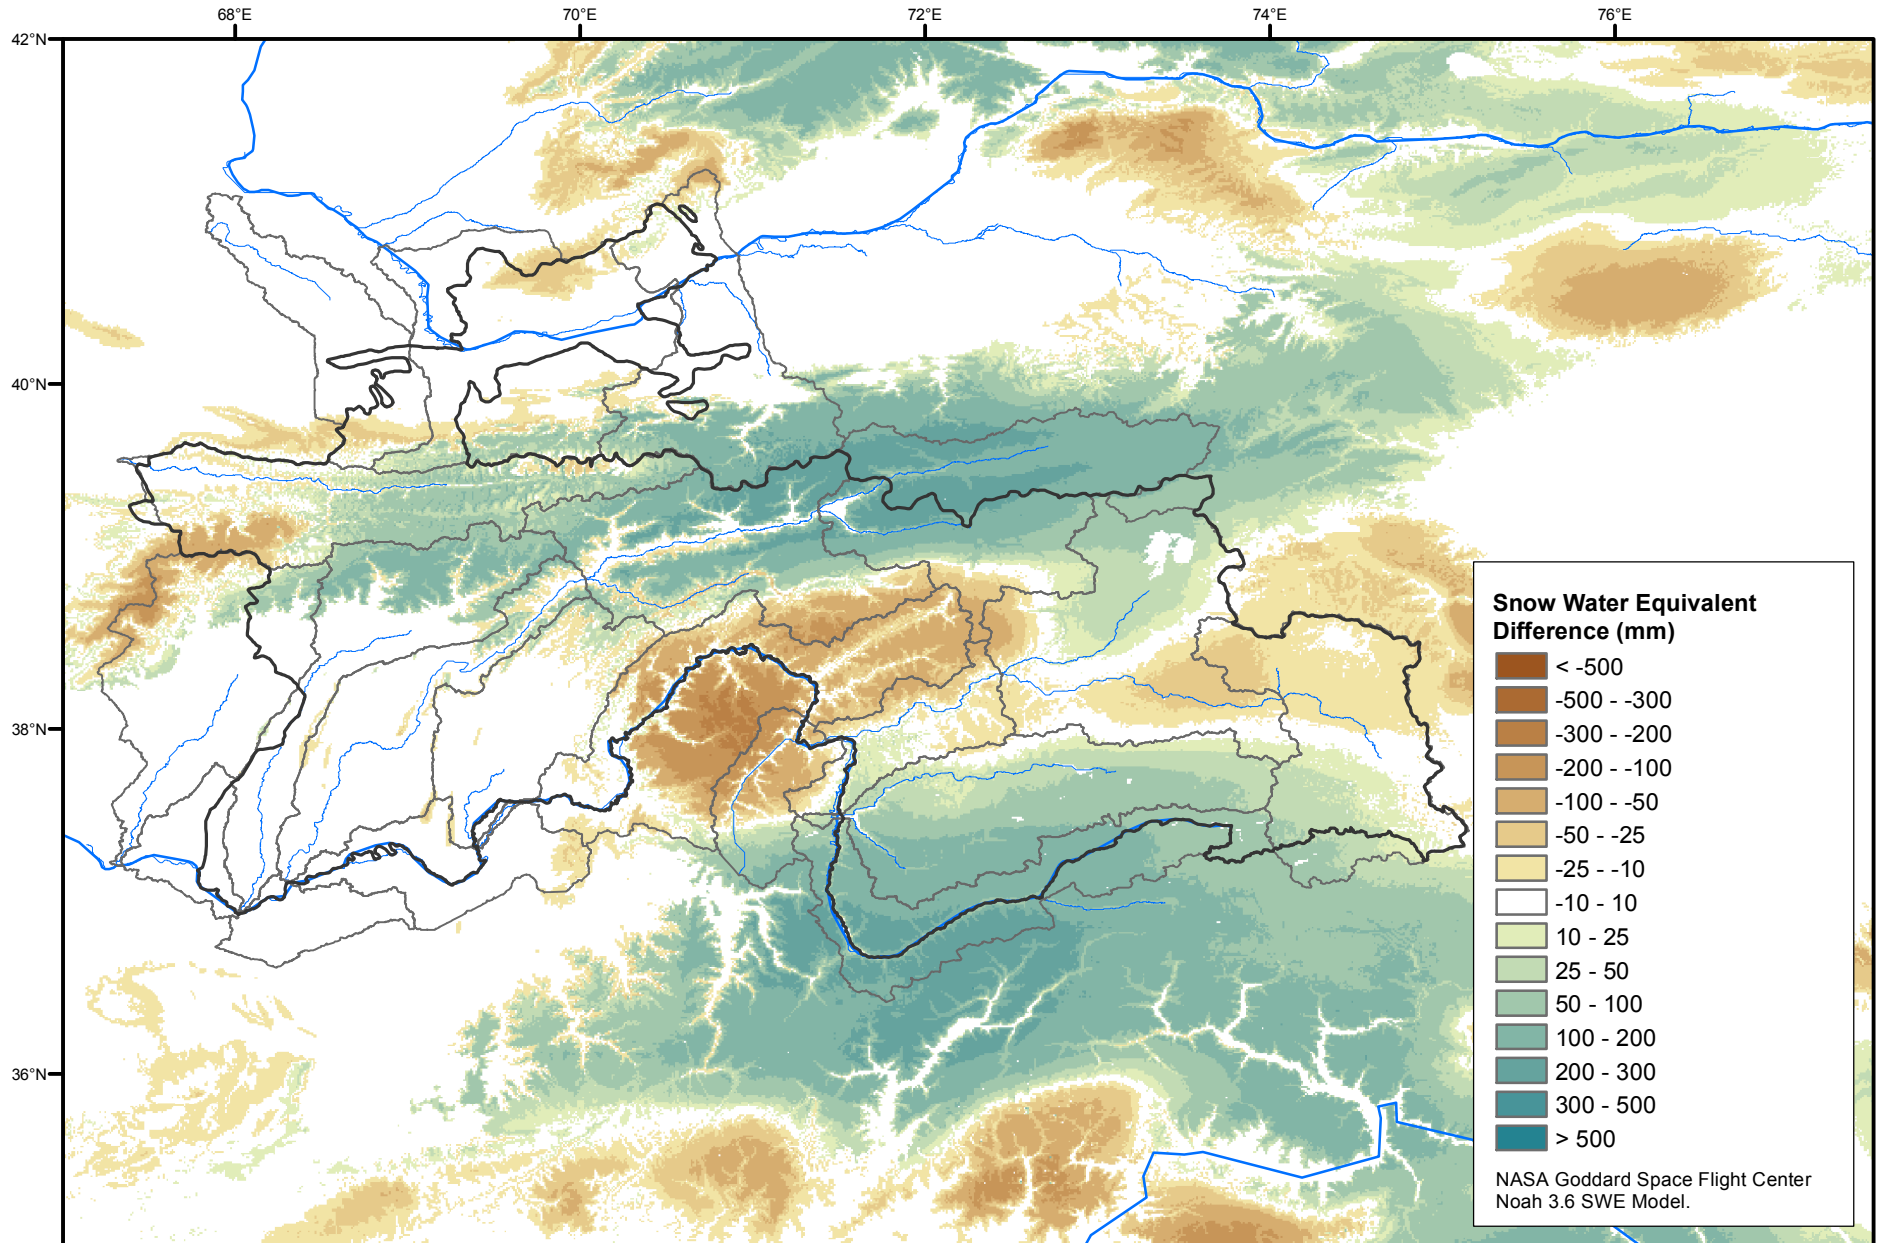 68°E
70°E
72°E
74°E
76°E
42°N
40°N
38°N
36°N
Snow Water Equivalent
Difference (mm)
< -500
-500 - -300
-300 - -200
-200 - -100
-100 - -50
-50 - -25
-25 - -10
-10 - 10
10 - 25
25 - 50
50 - 100
100 - 200
200 - 300
300 - 500
> 500
NASA Goddard Space Flight Center
Noah 3.6 SWE Model.